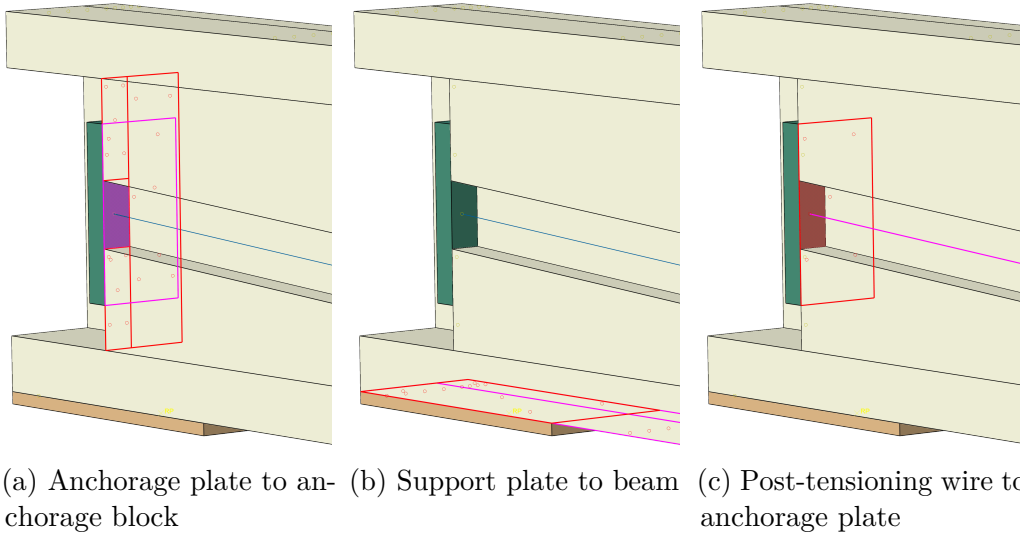 (a) Anchorage plate to an-
chorage block
(b) Support plate to beam
(c) Post-tensioning wire to
anchorage plate